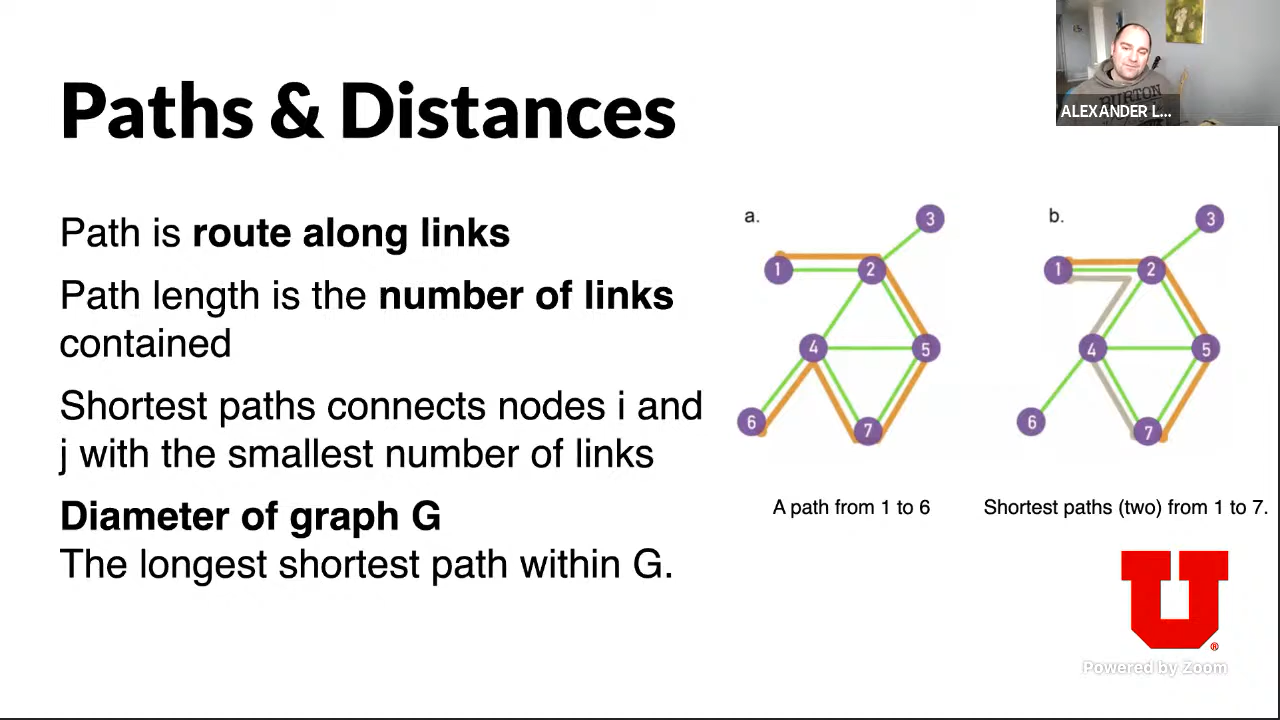 Paths & Distances
ALEXANDER L...
Path is route along links
Path length is the number of links
contained
Shortest paths connects nodes i and
j with the smallest number of links
Diameter of graph G
The longest shortest path within G.
a.
3
1
2
4
5
6
7
A path from 1 to 6
b.
3
1
2
4
5
6
7
Shortest paths (two) from 1 to 7.
U
®
Powered by Zoom